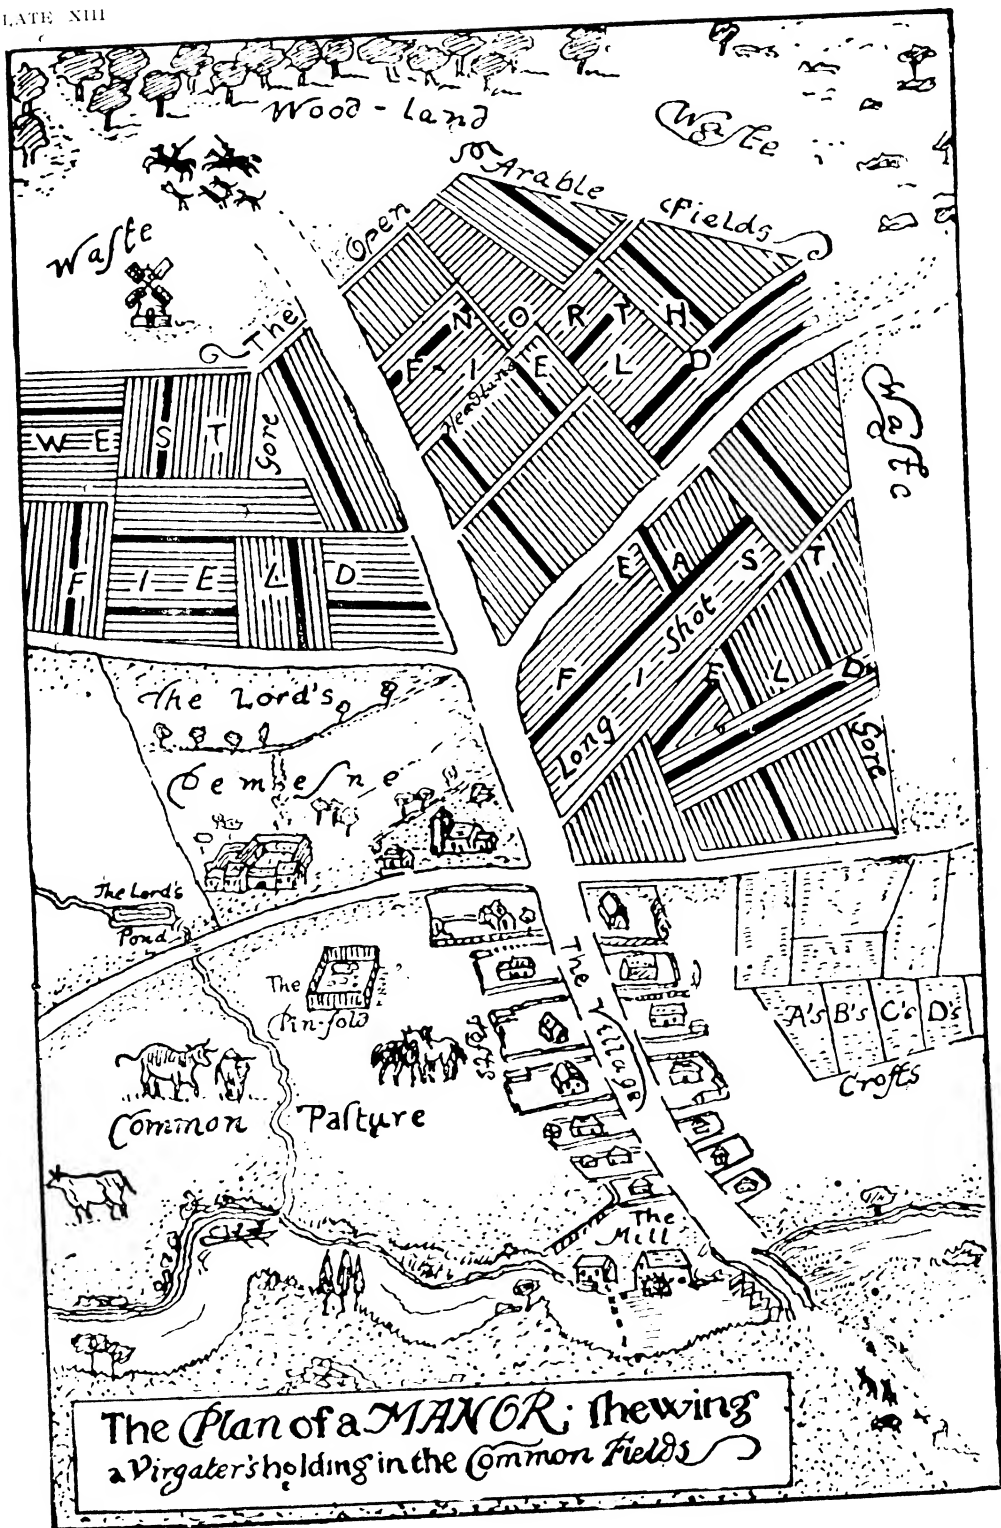 LATE XIII
Wood-land
Waſte
Waſte
The Open Arable Fields
NORTH
FIELD
Headland
WEST
Gore
FIELD
Waſte
EAST
FIELD
Long Shot
Gore
The Lord's
Demeſne
The Lord's
Pond
The
Pin-fold
Tofts
The Village
A's B's C's D's
Crofts
Common Paſture
The
Mill
The Plan of a MANOR; ſhewing
a Virgater's holding in the Common Fields